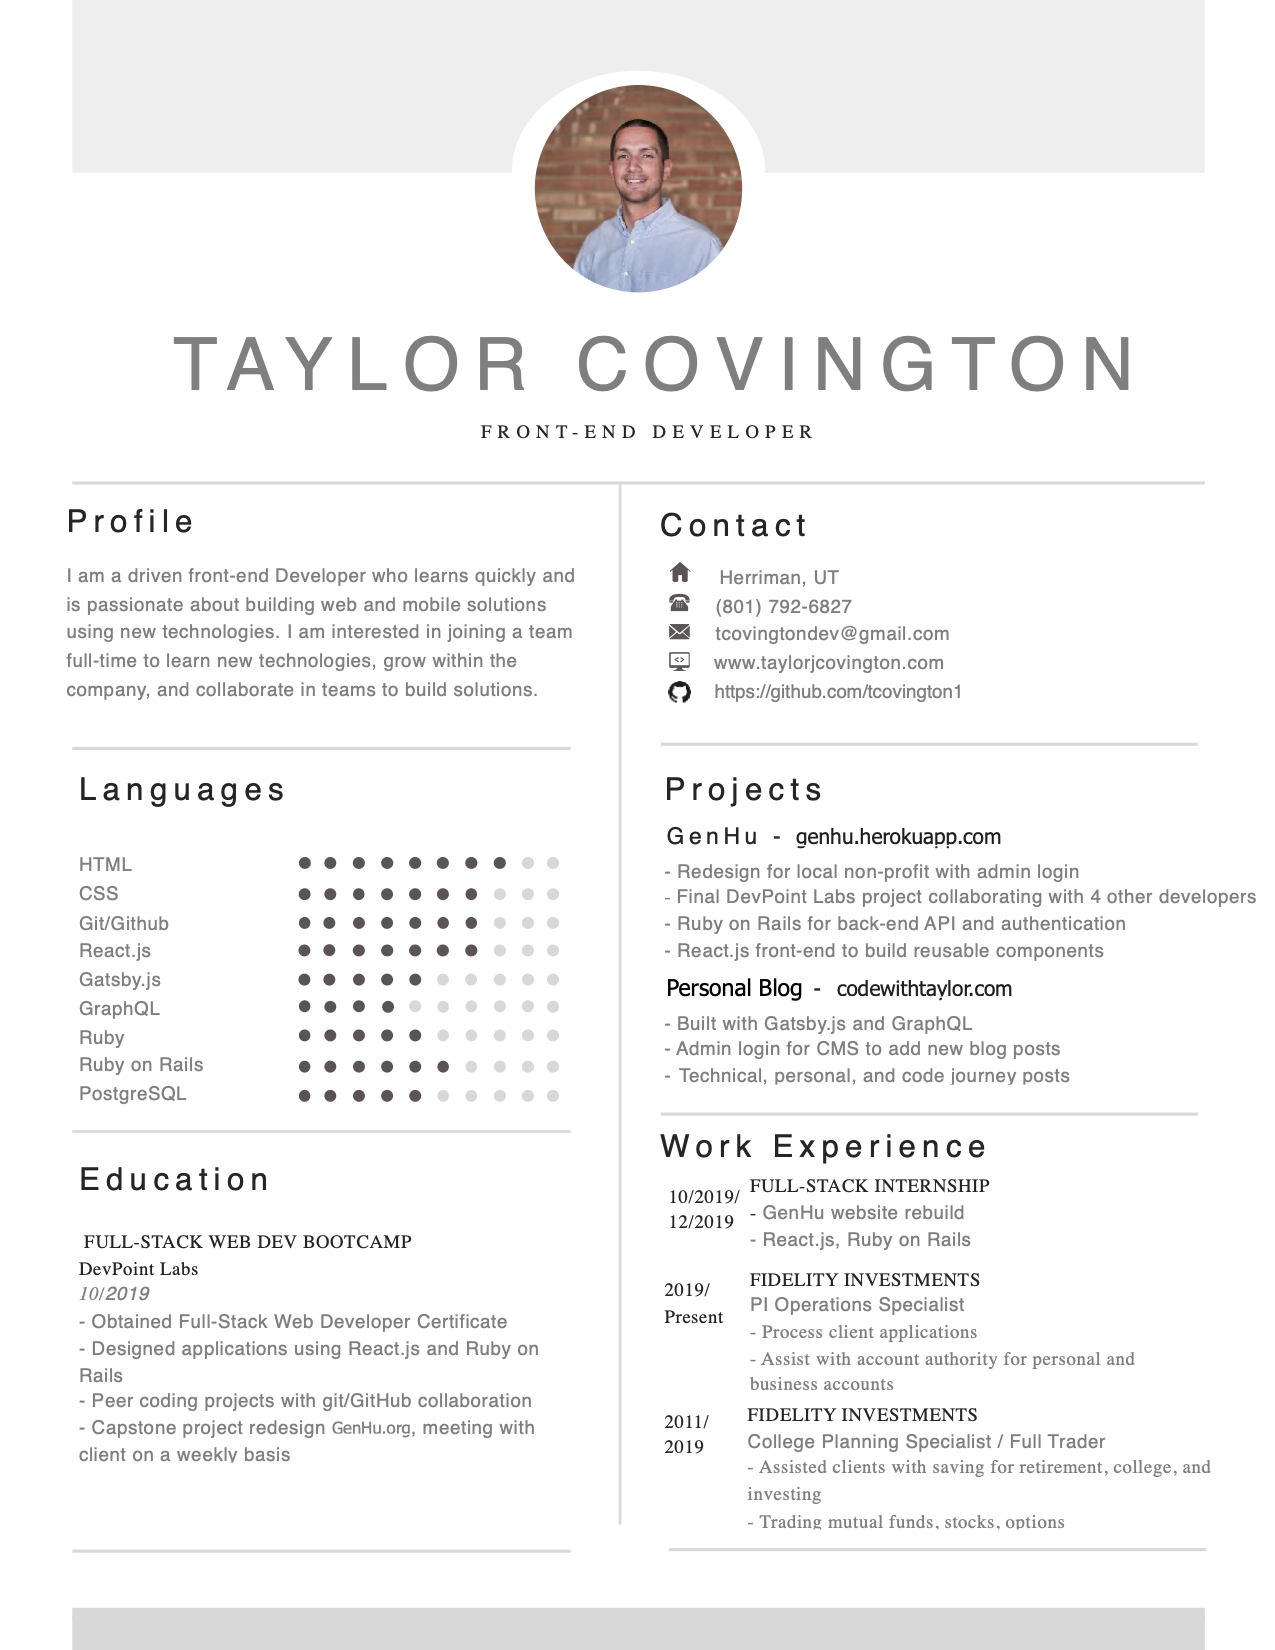 TAYLOR COVINGTON
FRONT-END DEVELOPER
Profile
I am a driven front-end Developer who learns quickly and
is passionate about building web and mobile solutions
using new technologies. I am interested in joining a team
full-time to learn new technologies, grow within the
company, and collaborate in teams to build solutions.
Languages
HTML
CSS
Git/Github
React.js
Gatsby.js
GraphQL
Ruby
Ruby on Rails
PostgreSQL
Education
FULL-STACK WEB DEV BOOTCAMP
DevPoint Labs
10/2019
- Obtained Full-Stack Web Developer Certificate
- Designed applications using React.js and Ruby on
Rails
- Peer coding projects with git/GitHub collaboration
- Capstone project redesign GenHu.org, meeting with
client on a weekly basis
Contact
Herriman, UT
(801) 792-6827
tcovingtondev@gmail.com
www.taylorjcovington.com
https://github.com/tcovington1
Projects
GenHu - genhu.herokuapp.com
- Redesign for local non-profit with admin login
- Final DevPoint Labs project collaborating with 4 other developers
- Ruby on Rails for back-end API and authentication
- React.js front-end to build reusable components
Personal Blog - codewithtaylor.com
- Built with Gatsby.js and GraphQL
- Admin login for CMS to add new blog posts
- Technical, personal, and code journey posts
Work Experience
10/2019/
12/2019
FULL-STACK INTERNSHIP
- GenHu website rebuild
- React.js, Ruby on Rails
2019/
Present
FIDELITY INVESTMENTS
PI Operations Specialist
- Process client applications
- Assist with account authority for personal and
business accounts
2011/
2019
FIDELITY INVESTMENTS
College Planning Specialist / Full Trader
- Assisted clients with saving for retirement, college, and
investing
- Trading mutual funds, stocks, options